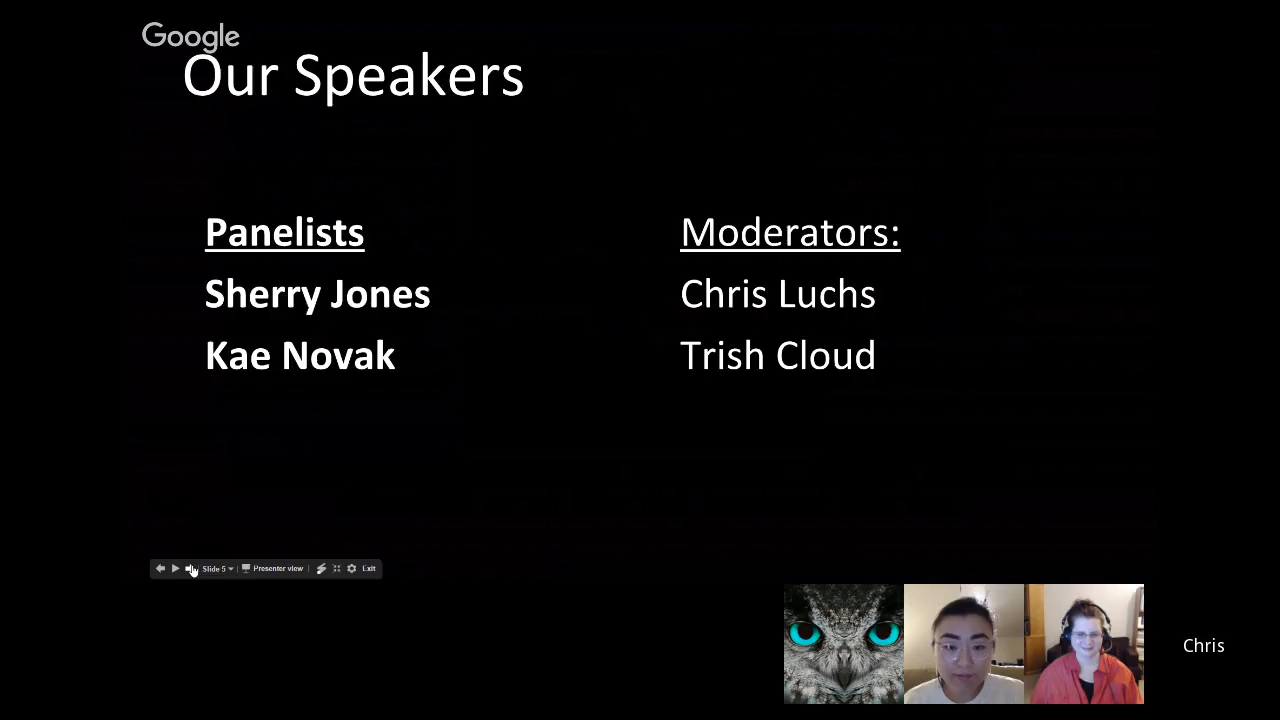 Google
Our Speakers
Panelists
Sherry Jones
Kae Novak
Moderators:
Chris Luchs
Trish Cloud
Slide 5 Presenter view Exit
Chris